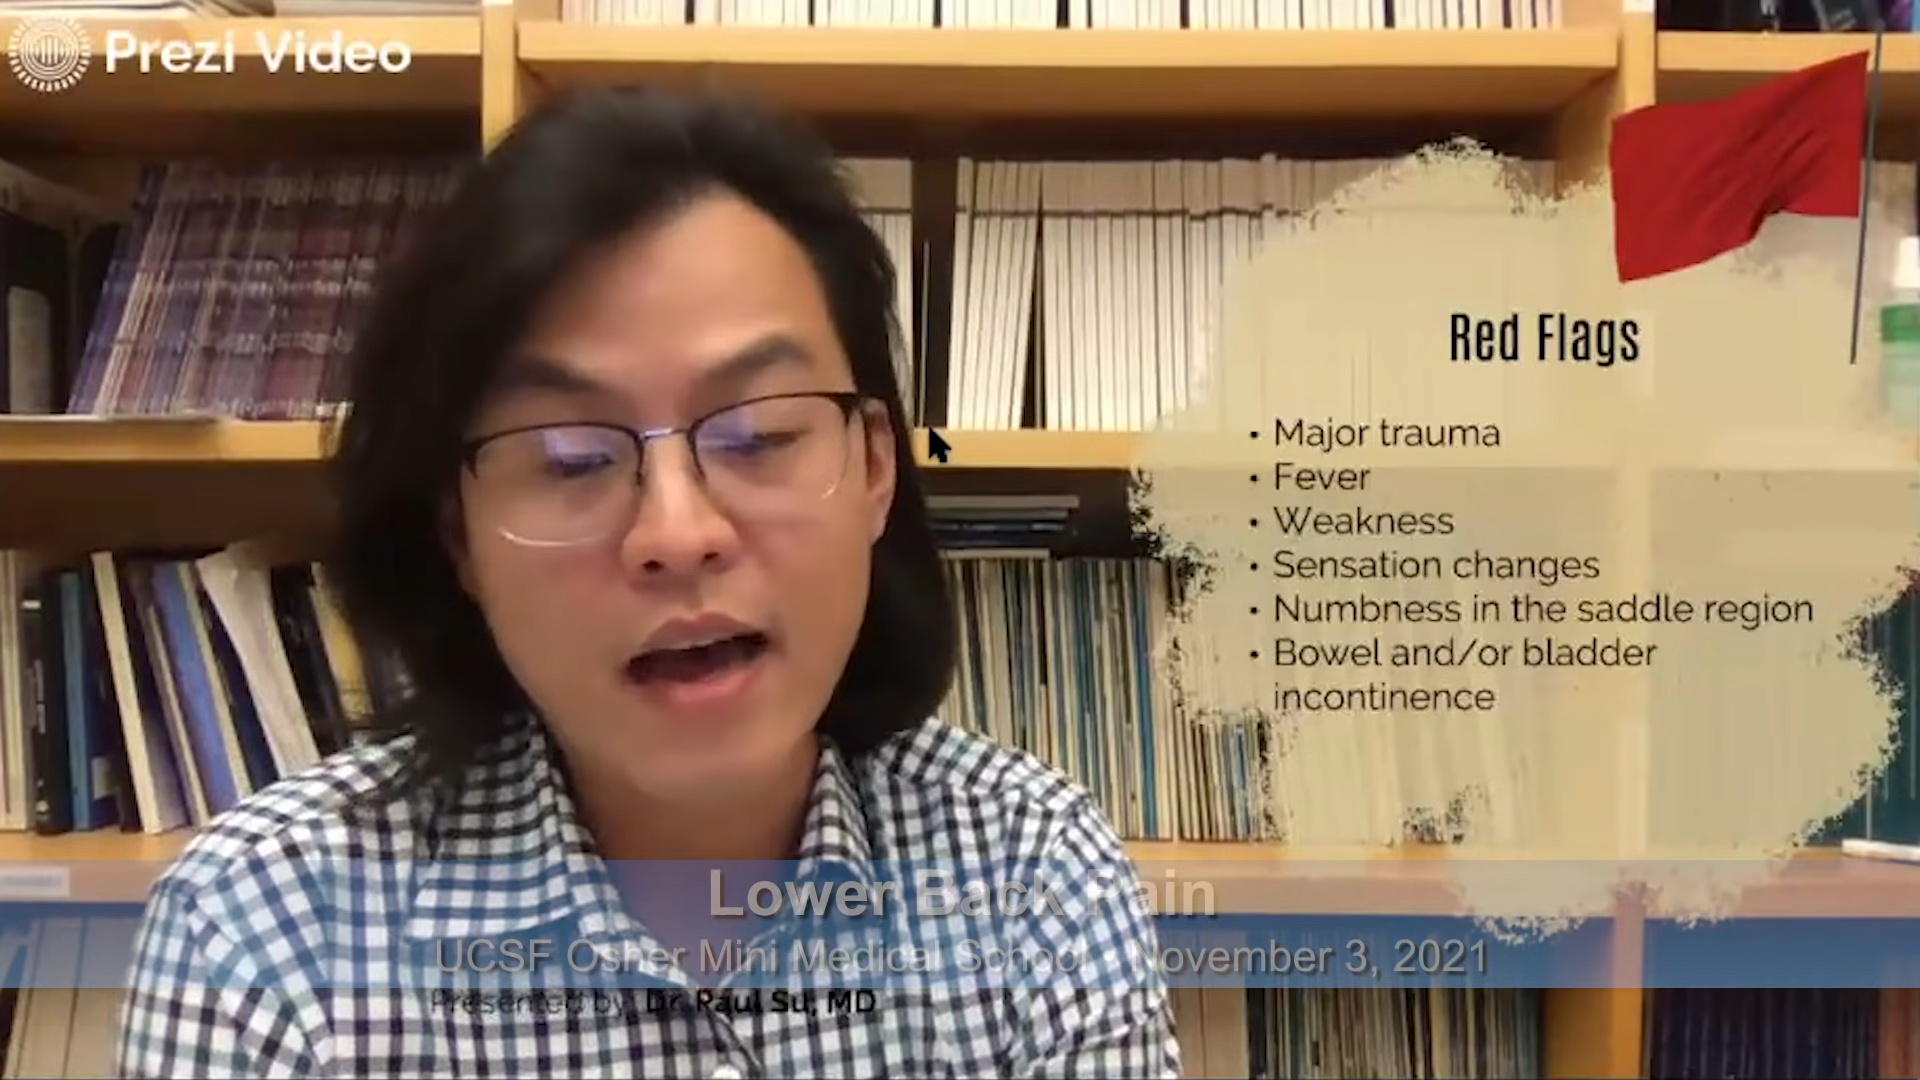 Prezi Video
Red Flags
• Major trauma
• Fever
• Weakness
• Sensation changes
• Numbness in the saddle region
• Bowel and/or bladder
incontinence
Lower Back Pain
UCSF Osher Mini Medical School November 3, 2021
Presented by: Dr. Paul Su, MD